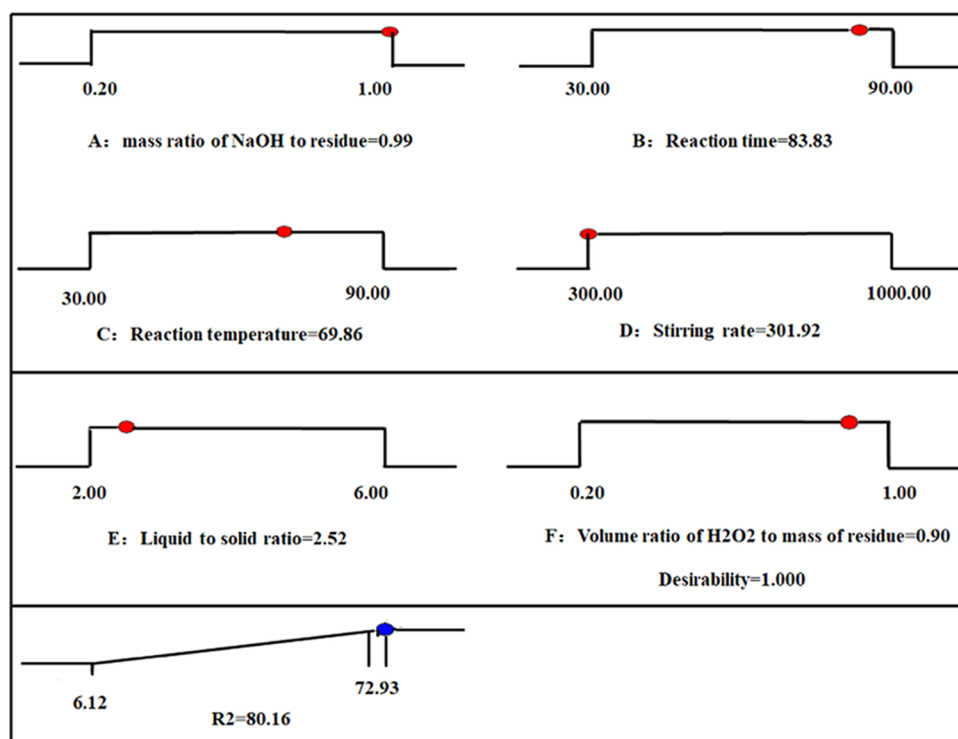 0.20 1.00
30.00 90.00
A：mass ratio of NaOH to residue=0.99
B：Reaction time=83.83
30.00 90.00
300.00 1000.00
C：Reaction temperature=69.86
D：Stirring rate=301.92
2.00 6.00
0.20 1.00
E：Liquid to solid ratio=2.52
F：Volume ratio of H2O2 to mass of residue=0.90
Desirability=1.000
6.12 72.93
R2=80.16